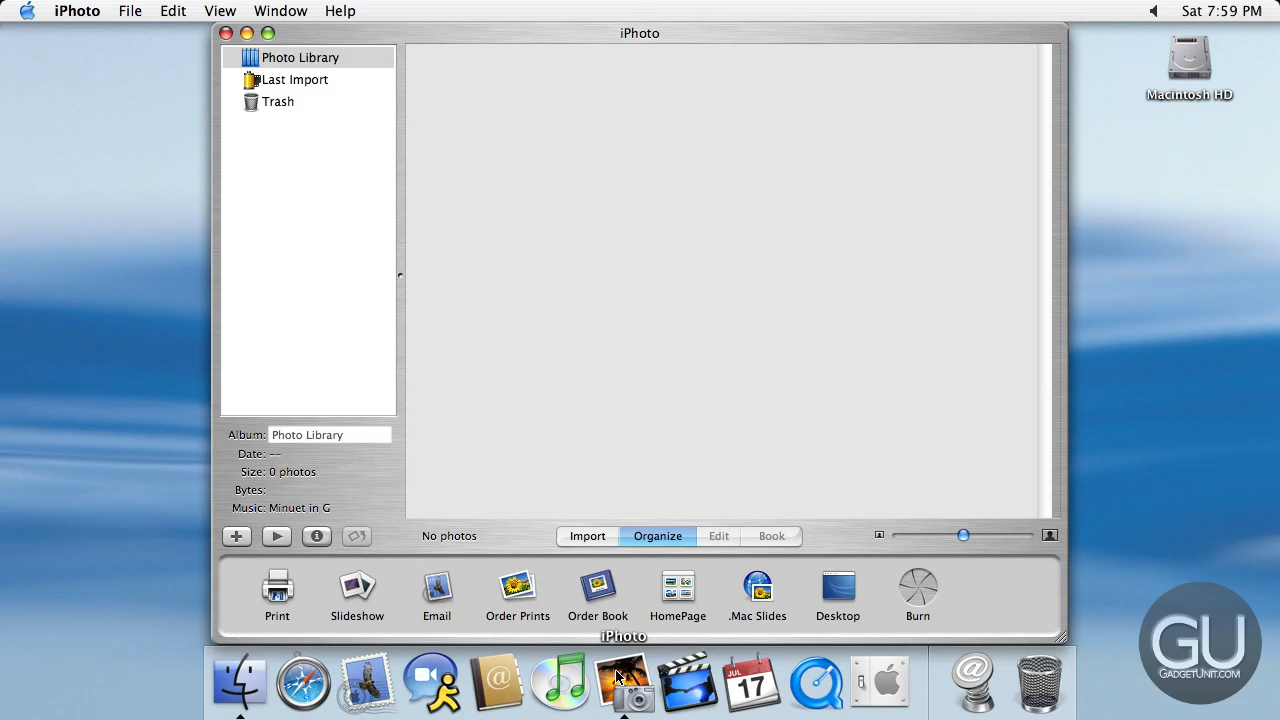 iPhoto File Edit View Window Help
Sat 7:59 PM
iPhoto
Photo Library
Last Import
Trash
Macintosh HD
Album: Photo Library
Date: --
Size: 0 photos
Bytes:
Music: Minuet in G
No photos
Import Organize Edit Book
Print Slideshow Email Order Prints Order Book HomePage .Mac Slides Desktop Burn
iPhoto
JUL
17
GU
GADGETUNIT.COM